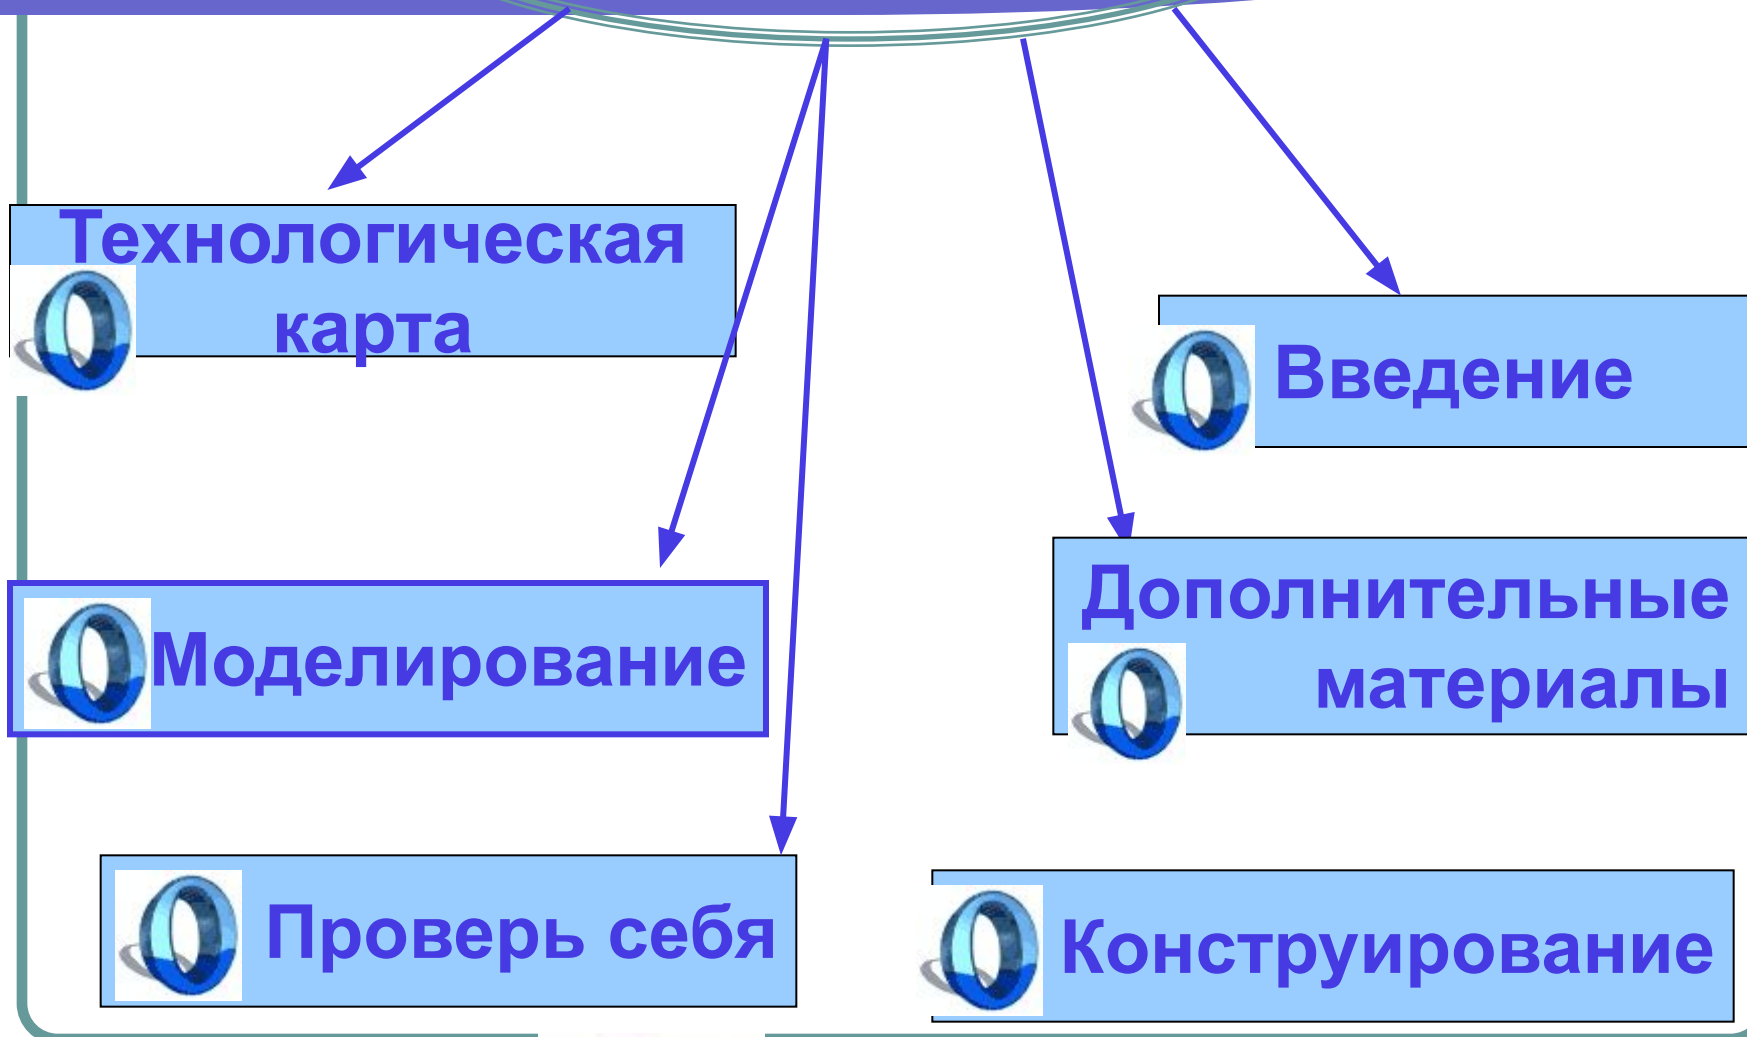 Технологическая
карта
Введение
Дополнительные
материалы
Моделирование
Проверь себя
Конструирование